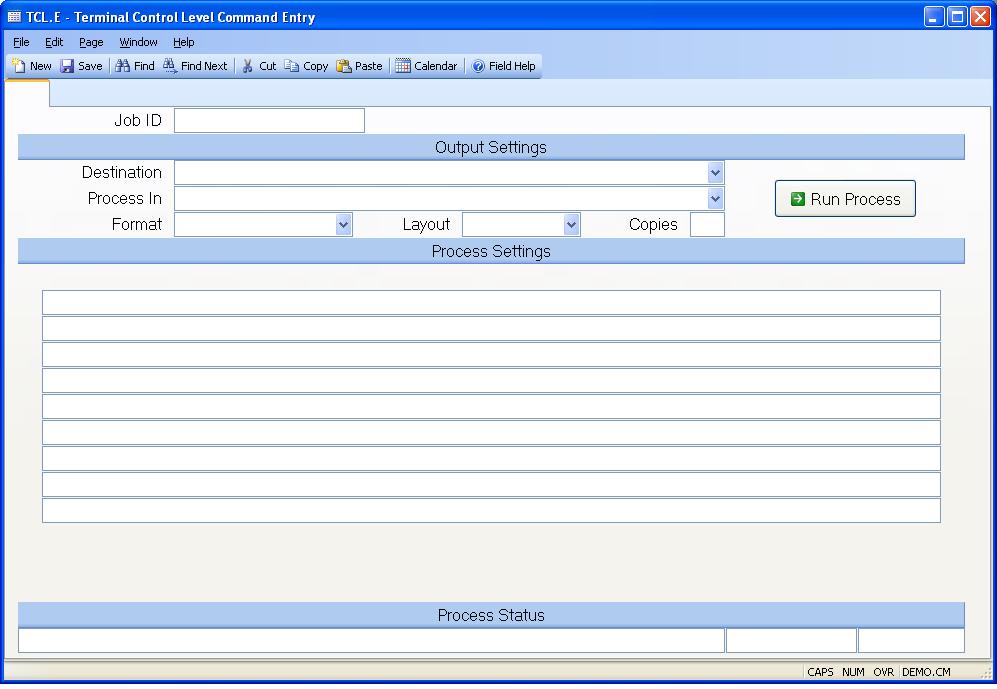 TCL.E - Terminal Control Level Command Entry
File Edit Page Window Help
New Save Find Find Next Cut Copy Paste Calendar Field Help
Job ID
Output Settings
Destination
Process In
Run Process
Format Layout Copies
Process Settings
Process Status
CAPS NUM OVR DEMO.CM